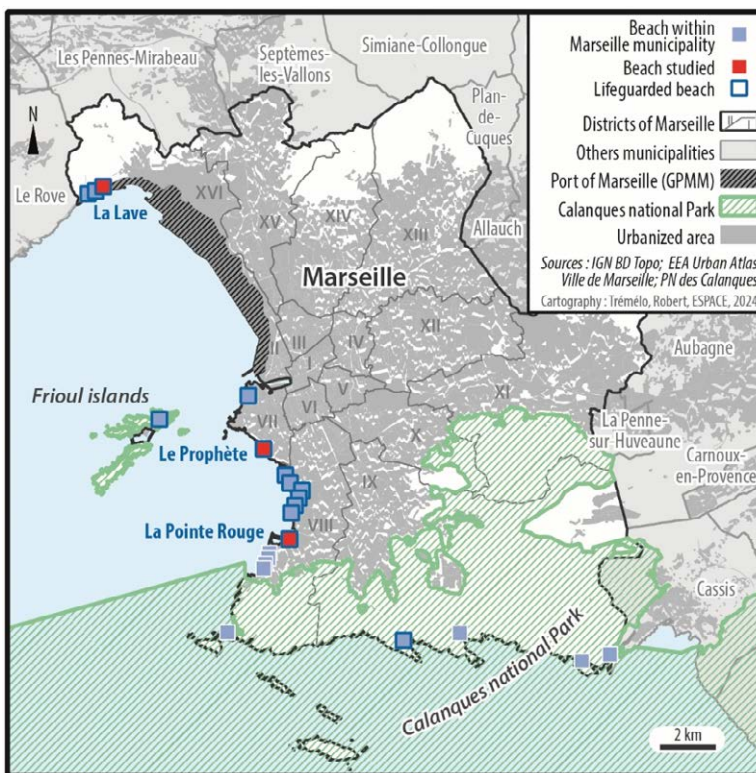 Les Pennes-Mirabeau
Septèmes-
les-Vallons
Simiane-Collongue
Plan-
de-
Cuques
Beach within
Marseille municipality
Beach studied
Lifeguarded beach
Districts of Marseille
Others municipalities
Port of Marseille (GPMM)
Calanques national Park
Urbanized area
Sources : IGN BD Topo; EEA Urban Atlas
Ville de Marseille; PN des Calanques
Cartography : Trémélo, Robert, ESPACE, 2024
N
Le Rove
La Lave
XVI
XV
XIV
XIII
Allauch
Marseille
XII
II
III
I
IV
V
VI
VII
XI
X
IX
VIII
Aubagne
Frioul islands
Le Prophète
La Pointe Rouge
La Penne-
sur-Huveaune
Carnoux-
en-Provence
Cassis
Calanques national Park
2 km